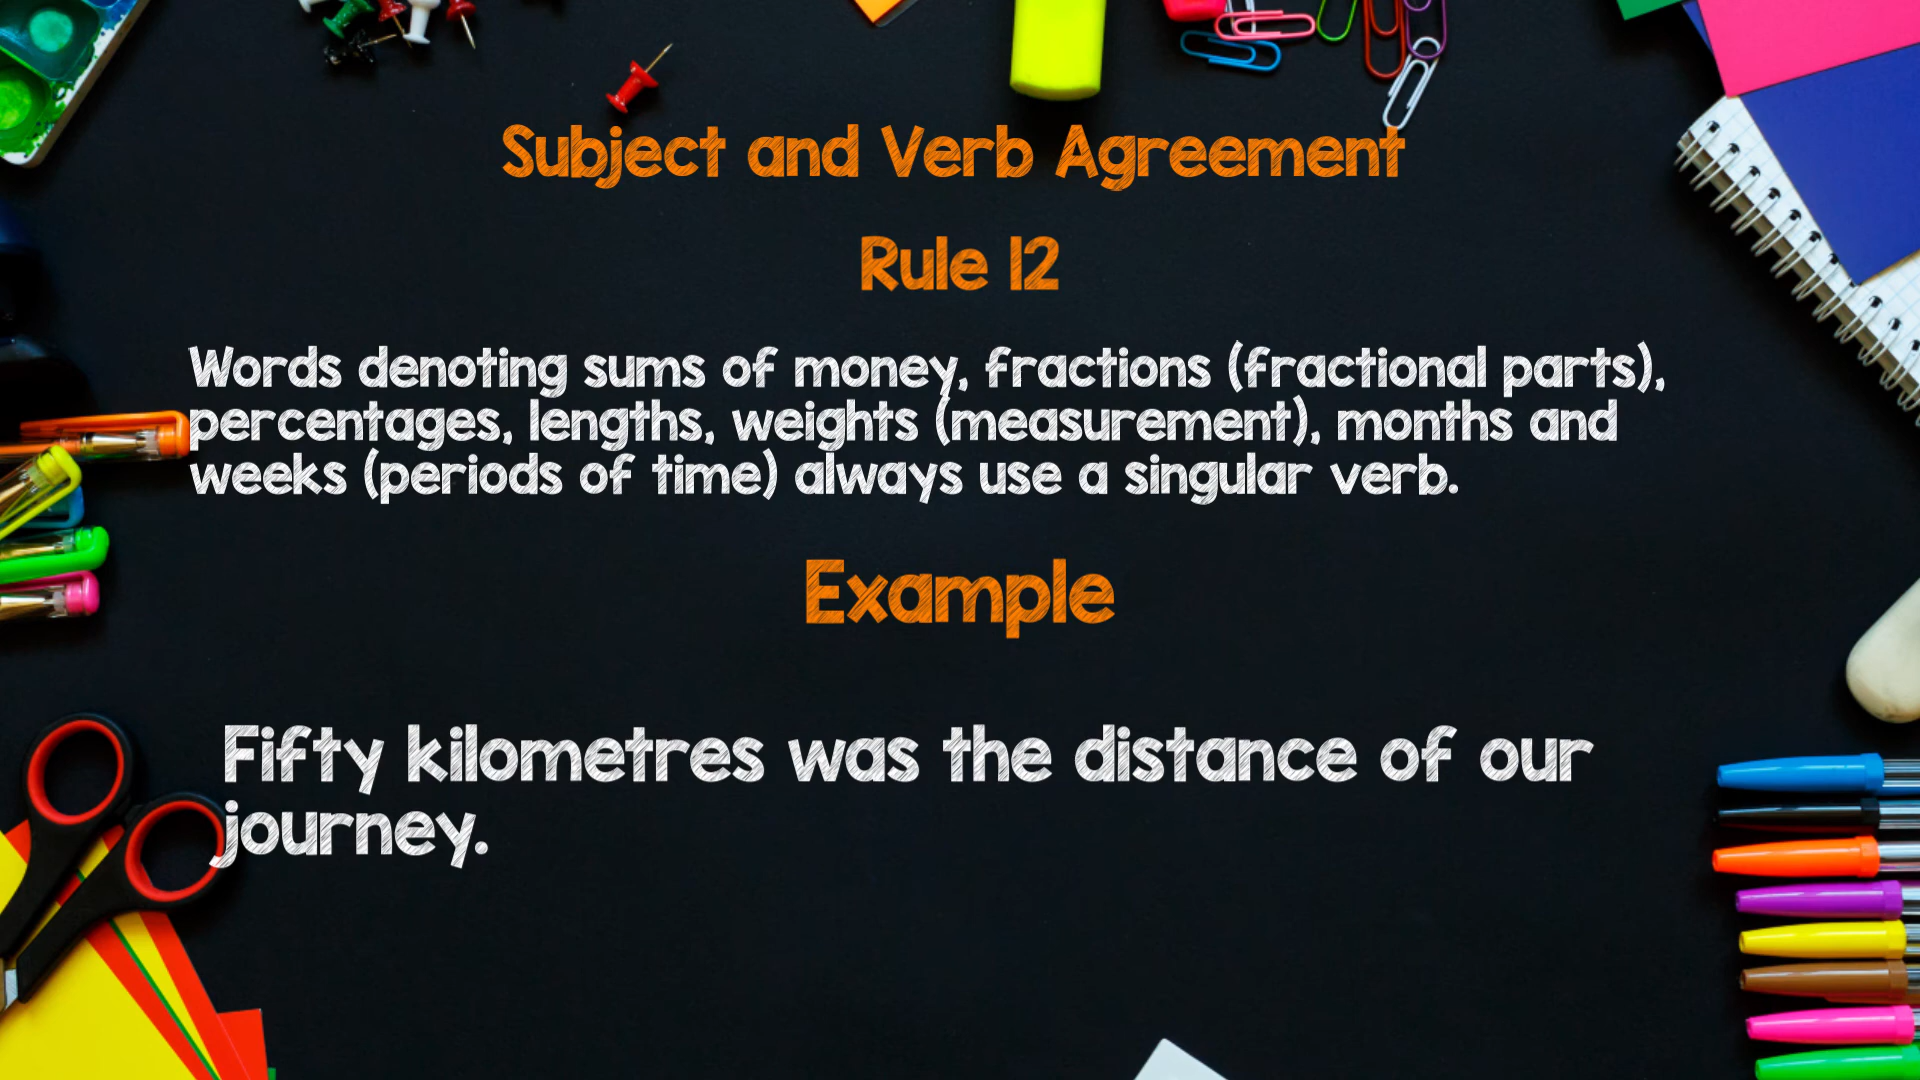 Subject and Verb Agreement
Rule 12
Words denoting sums of money, fractions (fractional parts),
percentages, lengths, weights (measurement), months and
weeks (periods of time) always use a singular verb.
Example
Fifty kilometres was the distance of our
journey.